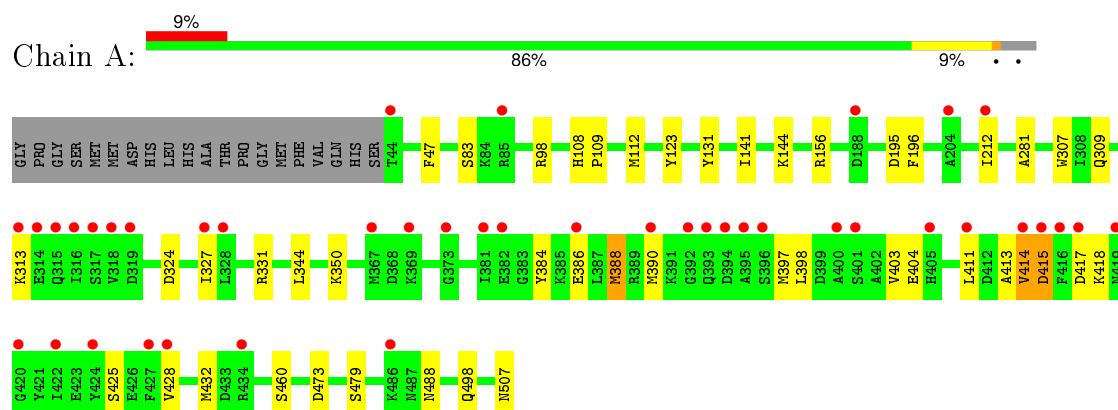 9%
Chain A:
86% 9% • •
GLY PRO GLY SER MET MET ASP HIS LEU HIS ALA THR PRO GLY MET PHE VAL GLN HIS SER T44 F47 S83 K84 R85 R98 H108 P109 M112 Y123 Y131 I141 K144 R156 D188 D195 F196 A204 I212 A281 W307 I308 Q309
K313 E314 Q315 I316 S317 V318 D319 D324 I327 L328 R331 L344 K350 M367 D368 K369 G373 I381 E382 G383 Y384 K385 E386 L387 M388 R389 M390 K391 G392 Q393 D394 A395 S396 M397 L398 D399 A400 S401 A402 V403 E404 H405 L411 D412 A413 V414 D415 F416 D417 K418 N419
G420 Y421 I422 E423 Y424 S425 E426 F427 V428 M432 D433 R434 S460 D473 S479 K486 N487 N488 Q498 N507